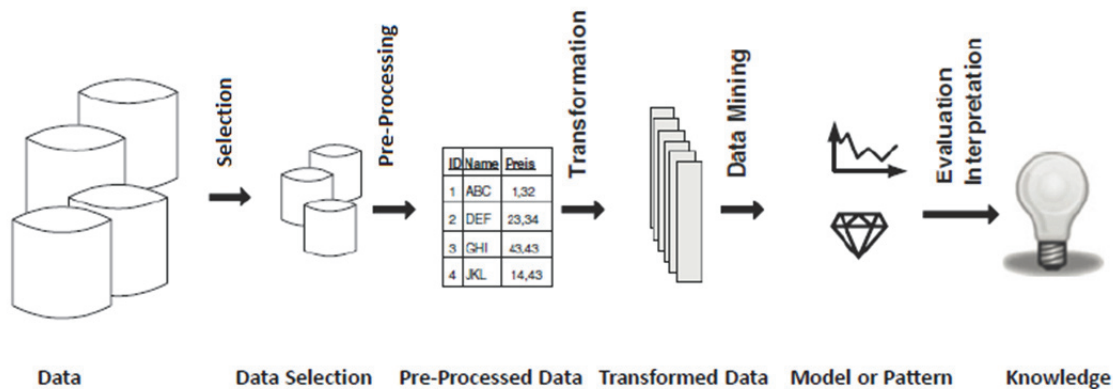 Selection
Pre-Processing
Transformation
Data Mining
Evaluation
Interpretation
ID Name Preis
1 ABC 1,32
2 DEF 23,34
3 GHI 43,43
4 JKL 14,43
Data
Data Selection
Pre-Processed Data
Transformed Data
Model or Pattern
Knowledge